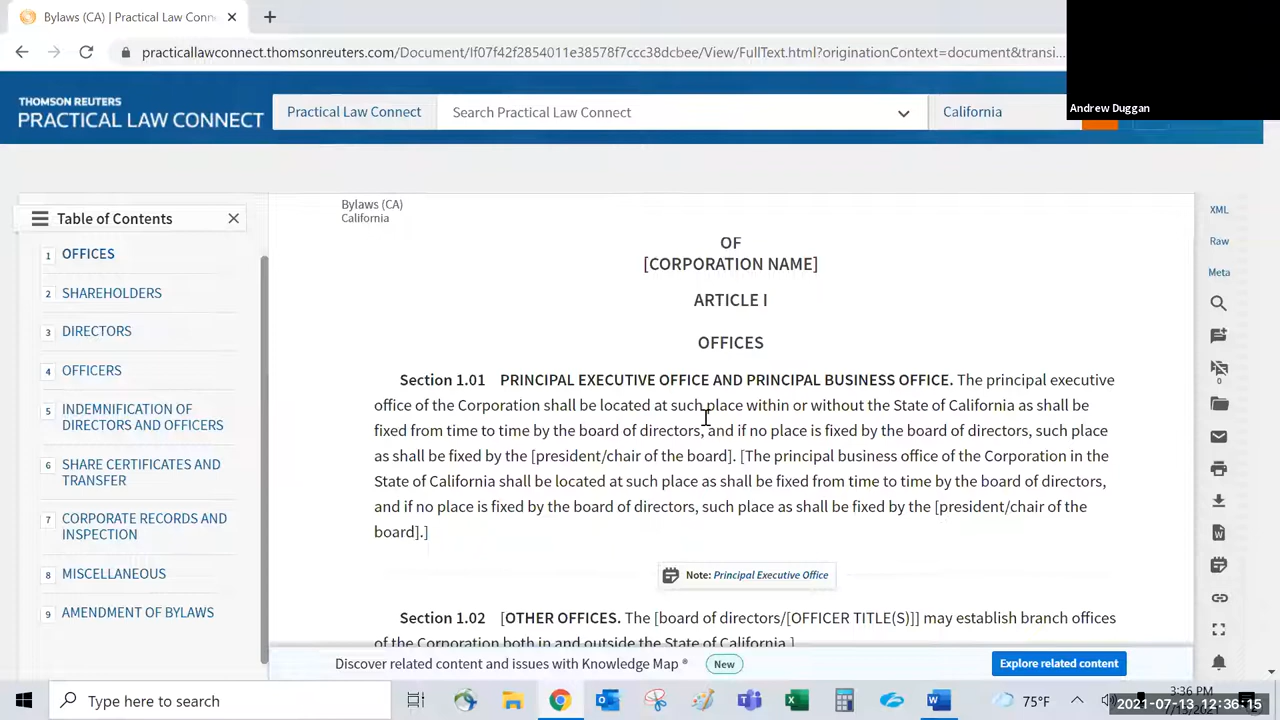 Bylaws (CA) | Practical Law Conn
practicallawconnect.thomsonreuters.com/Document/If07f42f2854011e38578f7ccc38dcbee/View/FullText.html?originationContext=document&transi...
Andrew Duggan
THOMSON REUTERS
PRACTICAL LAW CONNECT
Practical Law Connect
Search Practical Law Connect
California
Table of Contents
1 OFFICES
2 SHAREHOLDERS
3 DIRECTORS
4 OFFICERS
5 INDEMNIFICATION OF
DIRECTORS AND OFFICERS
6 SHARE CERTIFICATES AND
TRANSFER
7 CORPORATE RECORDS AND
INSPECTION
8 MISCELLANEOUS
9 AMENDMENT OF BYLAWS
Bylaws (CA)
California
OF
[CORPORATION NAME]
ARTICLE I
OFFICES
Section 1.01 PRINCIPAL EXECUTIVE OFFICE AND PRINCIPAL BUSINESS OFFICE. The principal executive
office of the Corporation shall be located at such place within or without the State of California as shall be
fixed from time to time by the board of directors, and if no place is fixed by the board of directors, such place
as shall be fixed by the [president/chair of the board]. [The principal business office of the Corporation in the
State of California shall be located at such place as shall be fixed from time to time by the board of directors,
and if no place is fixed by the board of directors, such place as shall be fixed by the [president/chair of the
board].]
Note: Principal Executive Office
Section 1.02 [OTHER OFFICES. The [board of directors/[OFFICER TITLE(S)]] may establish branch offices
of the Corporation both in and outside the State of California.]
Discover related content and issues with Knowledge Map ®
New
Explore related content
XML
Raw
Meta
0
Type here to search
75°F
3:36 PM
2021-07-13 12:36:15